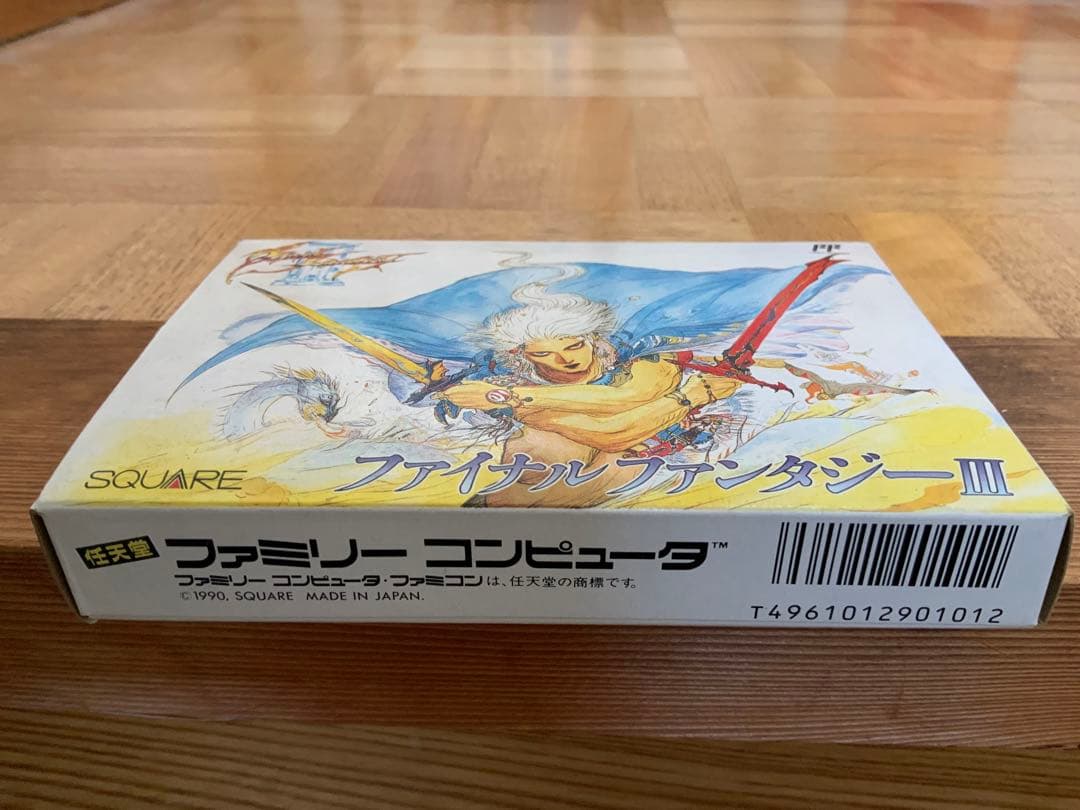 FINAL FANTASY III
SQUARE
ファイナルファンタジーIII
任天堂 ファミリー コンピュータ™
ファミリー コンピュータ・ファミコンは、任天堂の商標です。
©1990, SQUARE MADE IN JAPAN.
T4961012901012